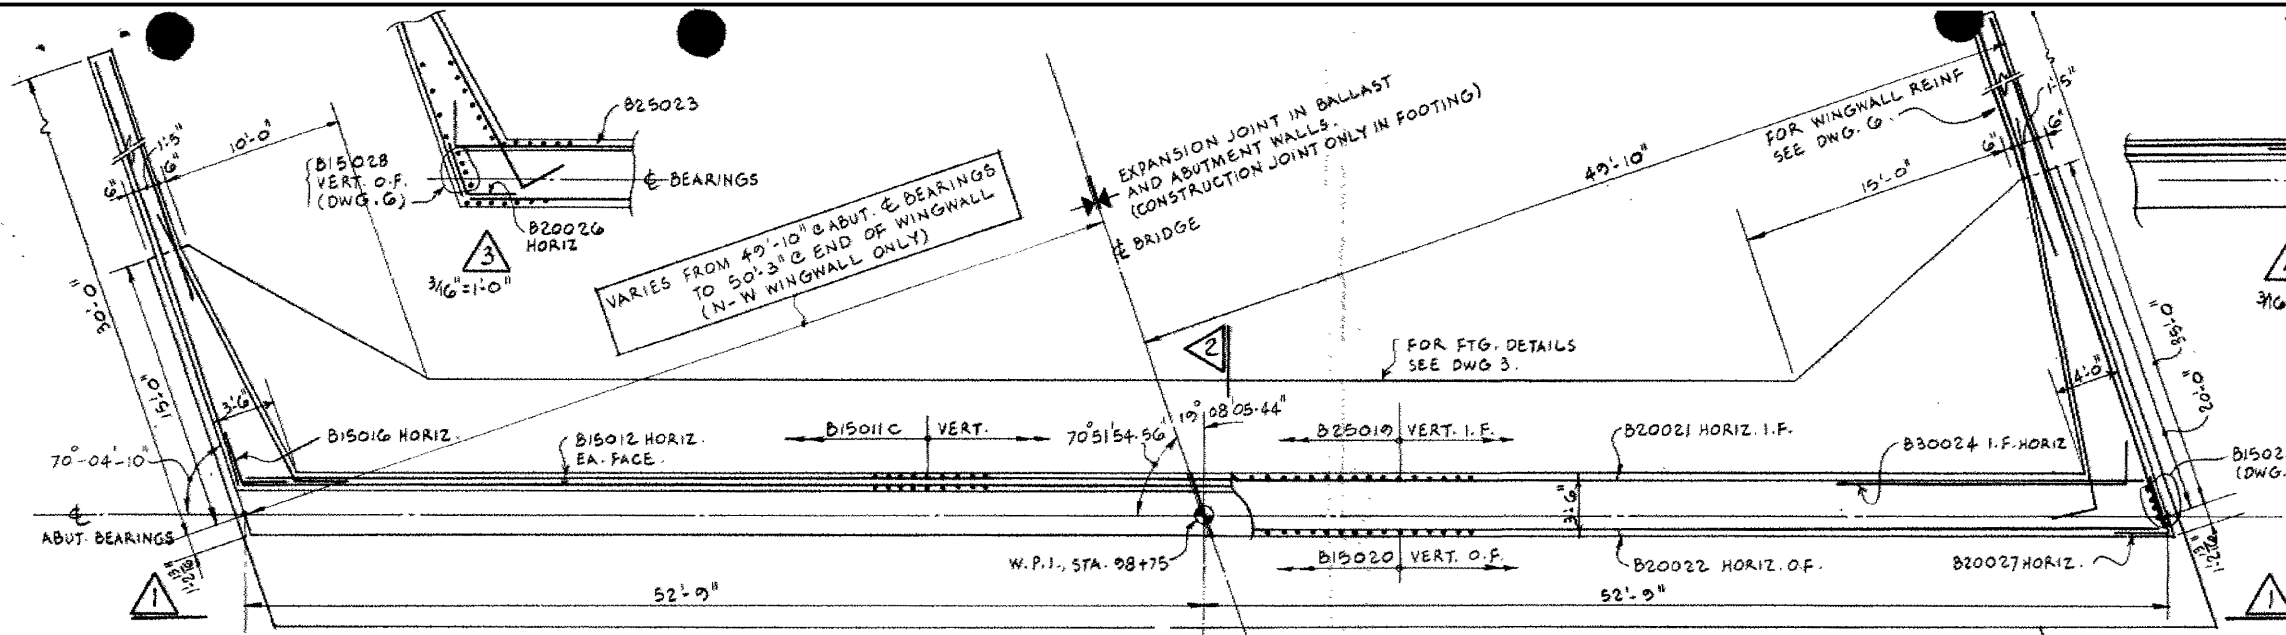 B25023
B15028
VERT. O.F.
(DWG. 6)
℄ BEARINGS
B20026
HORIZ
3
3/16"=1'-0"
1'-5"
6"
6"
10'-0"
30'-0"
15'-0"
3'-6"
70°-04'-10"
℄
ABUT. BEARINGS
1
VARIES FROM 49'-10" @ ABUT. ℄ BEARINGS
TO 50'-3" @ END OF WINGWALL
(N-W WINGWALL ONLY)
EXPANSION JOINT IN BALLAST
AND ABUTMENT WALLS.
(CONSTRUCTION JOINT ONLY IN FOOTING)
℄ BRIDGE
49'-10"
FOR WINGWALL REINF
SEE DWG. 6.
1'-5"
6"
6"
15'-0"
2
FOR FTG. DETAILS
SEE DWG 3.
35'-0"
20'-0"
4'-0"
3/16
B15016 HORIZ.
B15012 HORIZ.
EA. FACE.
B15011C VERT.
70°51'54.56"
19°08'05.44"
B25019 VERT. I.F.
B20021 HORIZ. I.F.
B30024 I.F. HORIZ
B1502
(DWG.
3'-6"
W.P.1., STA. 98+75
B15020 VERT. O.F.
B20022 HORIZ. O.F.
B20027 HORIZ.
52'-9"
52'-9"
1